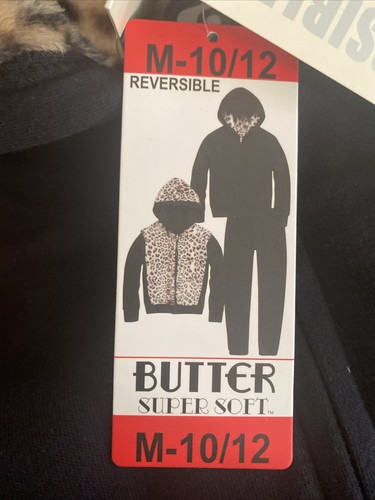 M-10/12
REVERSIBLE
BUTTER
SUPER SOFT™
M-10/12